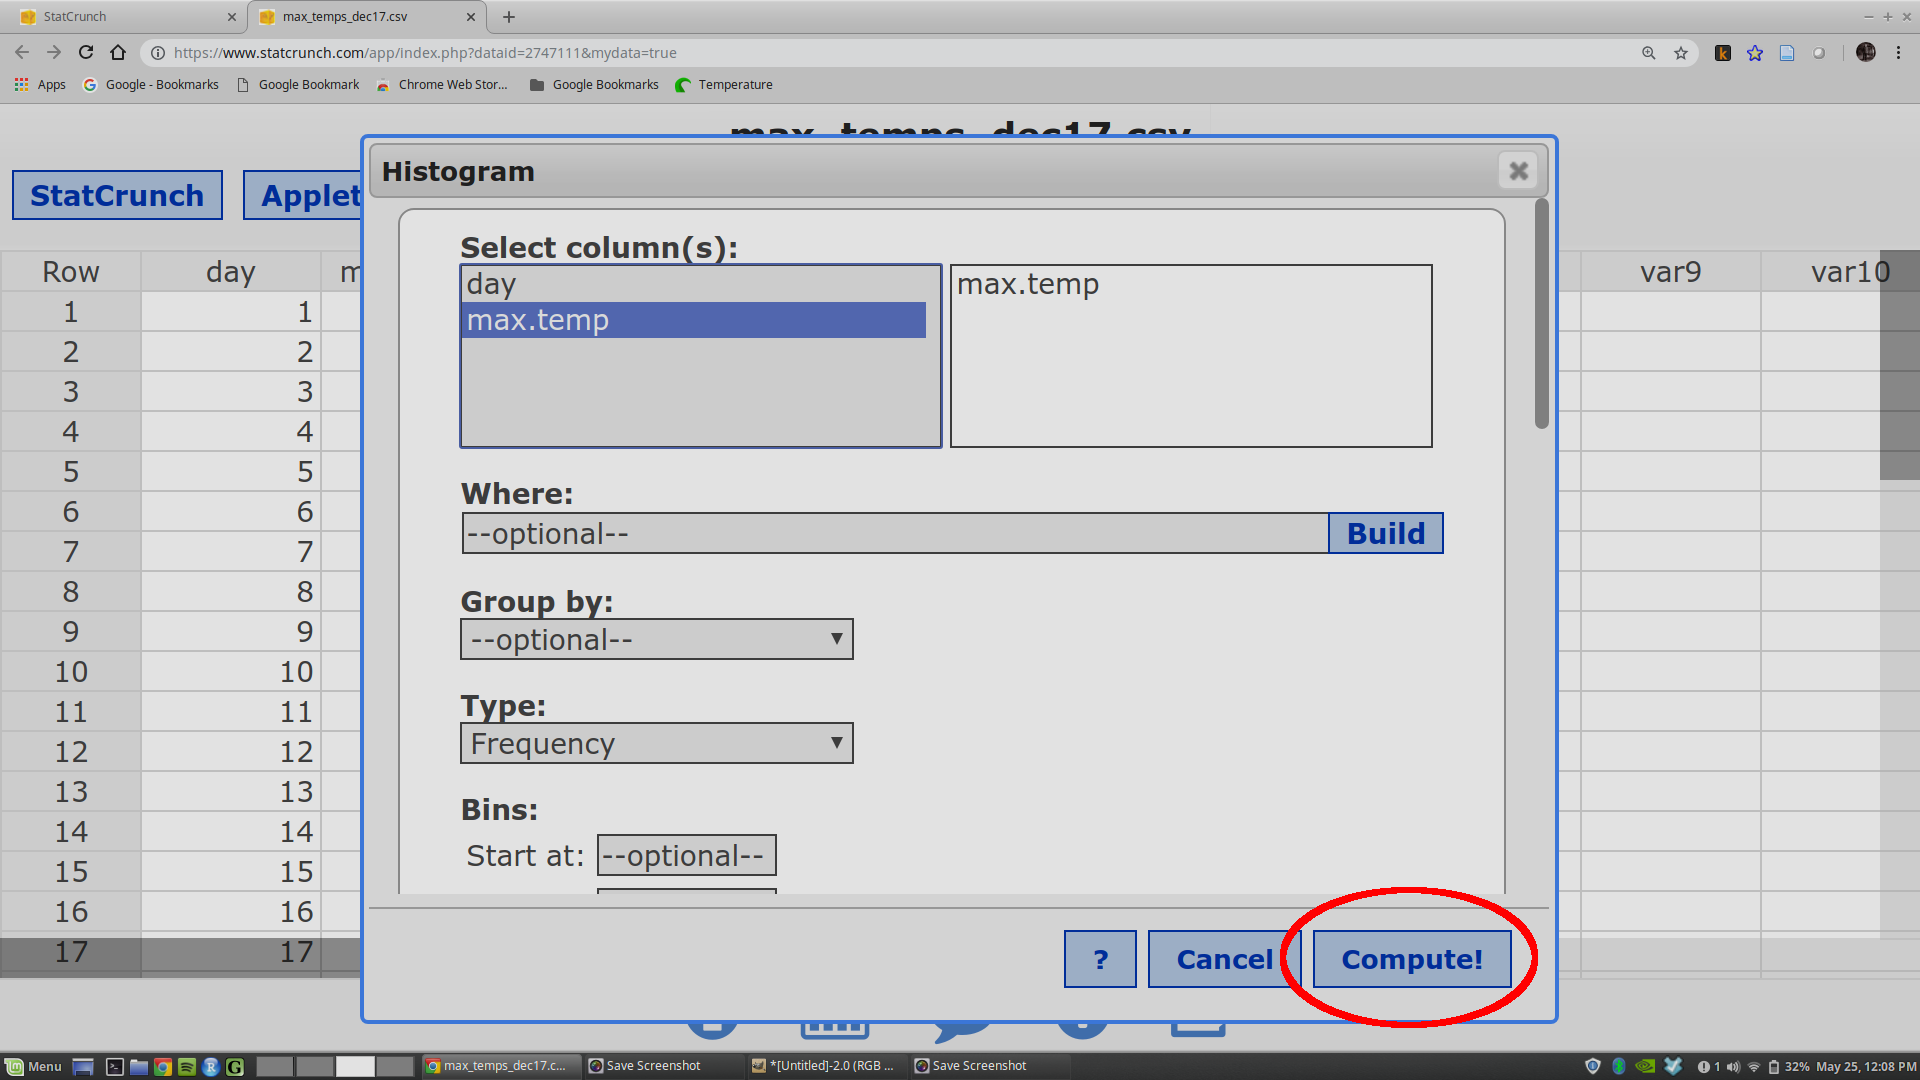 StatCrunch
max_temps_dec17.csv
https://www.statcrunch.com/app/index.php?dataid=2747111&mydata=true
Apps
Google - Bookmarks
Google Bookmark
Chrome Web Stor...
Google Bookmarks
Temperature
max_temps_dec17.csv
StatCrunch
Applet
Histogram
Select column(s):
day
max.temp
max.temp
Where:
--optional--
Build
Group by:
--optional--
Type:
Frequency
Bins:
Start at: --optional--
? Cancel Compute!
Row day m var9 var10
1 1
2 2
3 3
4 4
5 5
6 6
7 7
8 8
9 9
10 10
11 11
12 12
13 13
14 14
15 15
16 16
17 17
Menu
max_temps_dec17.c...
Save Screenshot
*[Untitled]-2.0 (RGB ...
Save Screenshot
1
32%
May 25, 12:08 PM